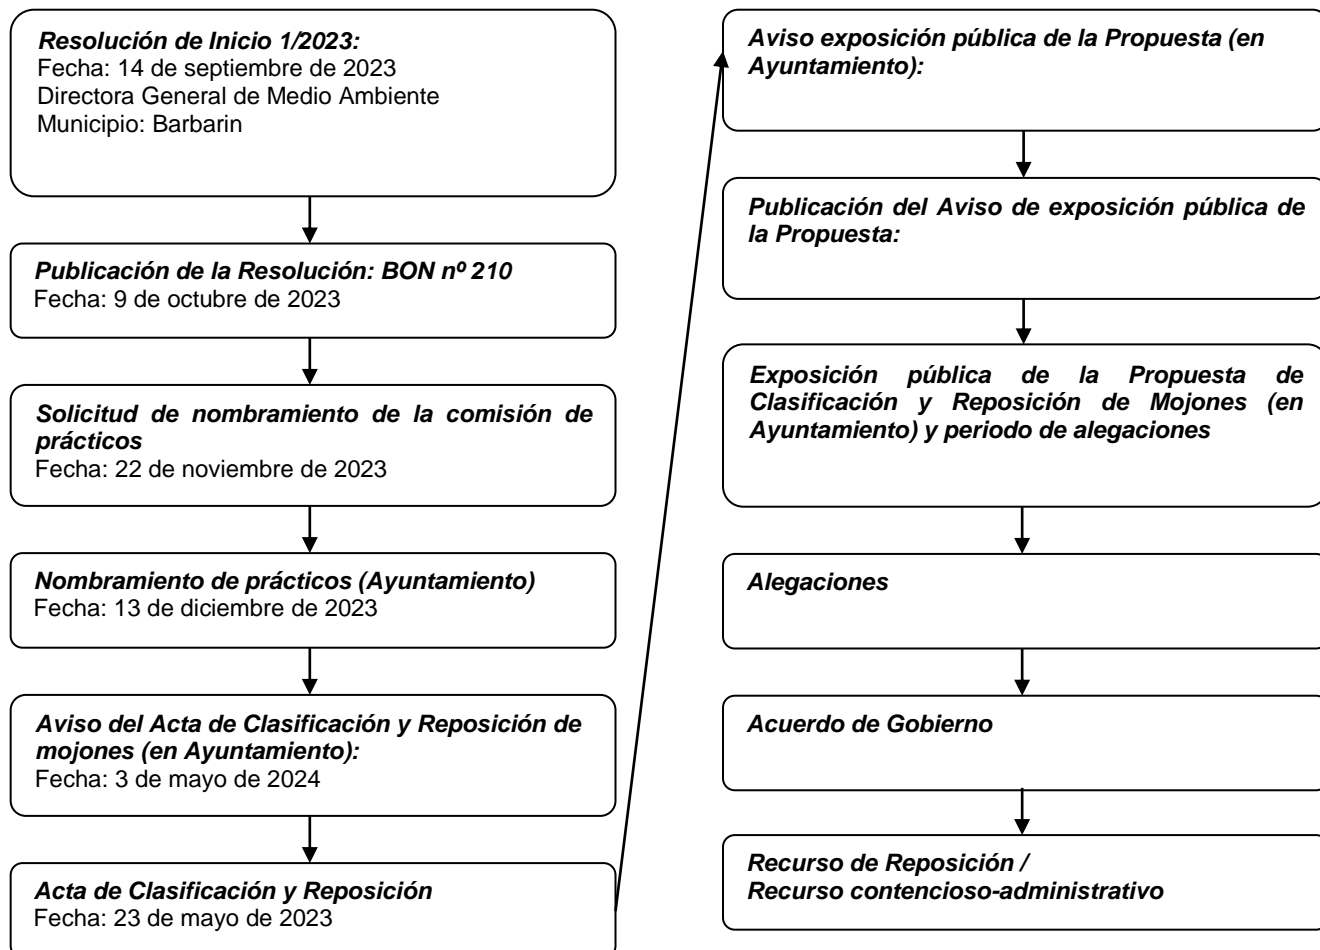 Resolución de Inicio 1/2023:
Fecha: 14 de septiembre de 2023
Directora General de Medio Ambiente
Municipio: Barbarin
Publicación de la Resolución: BON nº 210
Fecha: 9 de octubre de 2023
Solicitud de nombramiento de la comisión de
prácticos
Fecha: 22 de noviembre de 2023
Nombramiento de prácticos (Ayuntamiento)
Fecha: 13 de diciembre de 2023
Aviso del Acta de Clasificación y Reposición de
mojones (en Ayuntamiento):
Fecha: 3 de mayo de 2024
Acta de Clasificación y Reposición
Fecha: 23 de mayo de 2023
Aviso exposición pública de la Propuesta (en
Ayuntamiento):
Publicación del Aviso de exposición pública de
la Propuesta:
Exposición pública de la Propuesta de
Clasificación y Reposición de Mojones (en
Ayuntamiento) y periodo de alegaciones
Alegaciones
Acuerdo de Gobierno
Recurso de Reposición /
Recurso contencioso-administrativo